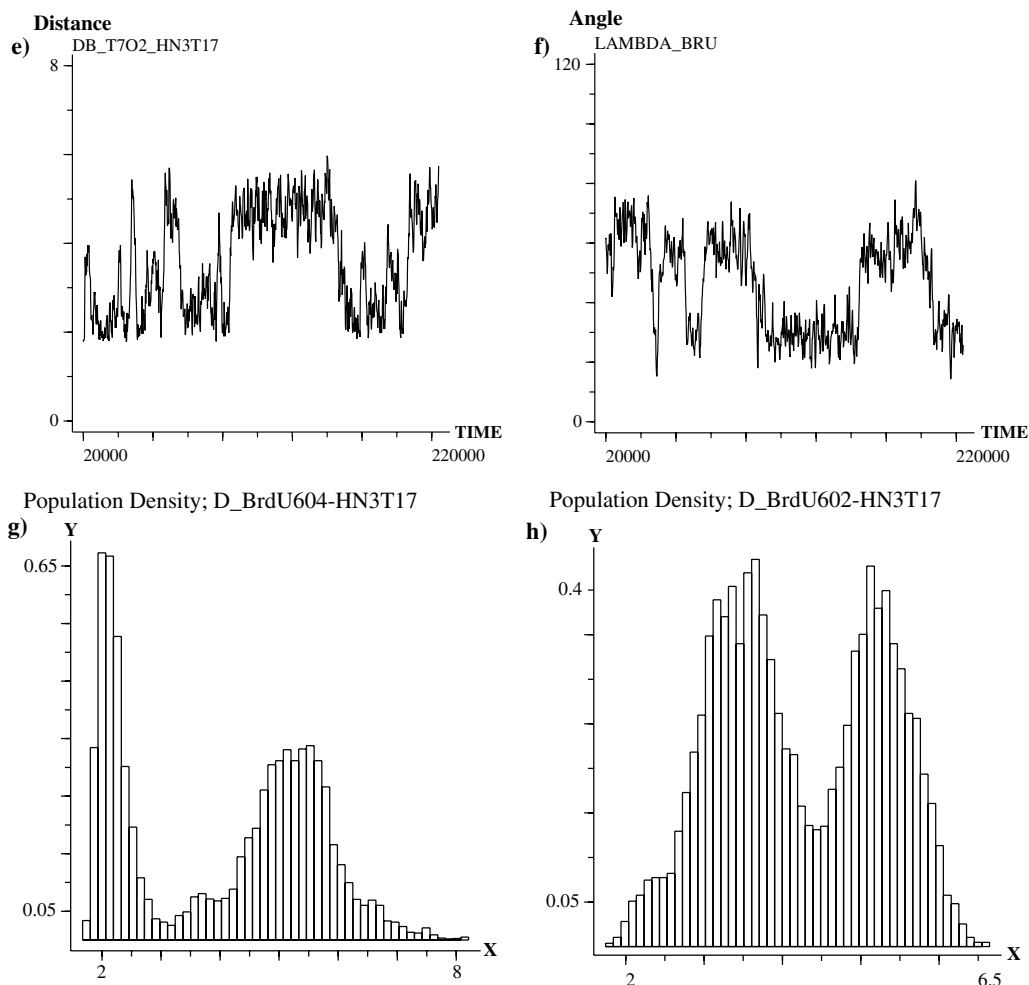 Distance
e) DB_T7O2_HN3T17
8
0
TIME
20000 220000
Angle
f) LAMBDA_BRU
120
0
TIME
20000 220000
Population Density; D_BrdU604-HN3T17
g) Y
0.65
0.05
X
2 8
Population Density; D_BrdU602-HN3T17
h) Y
0.4
0.05
X
2 6.5